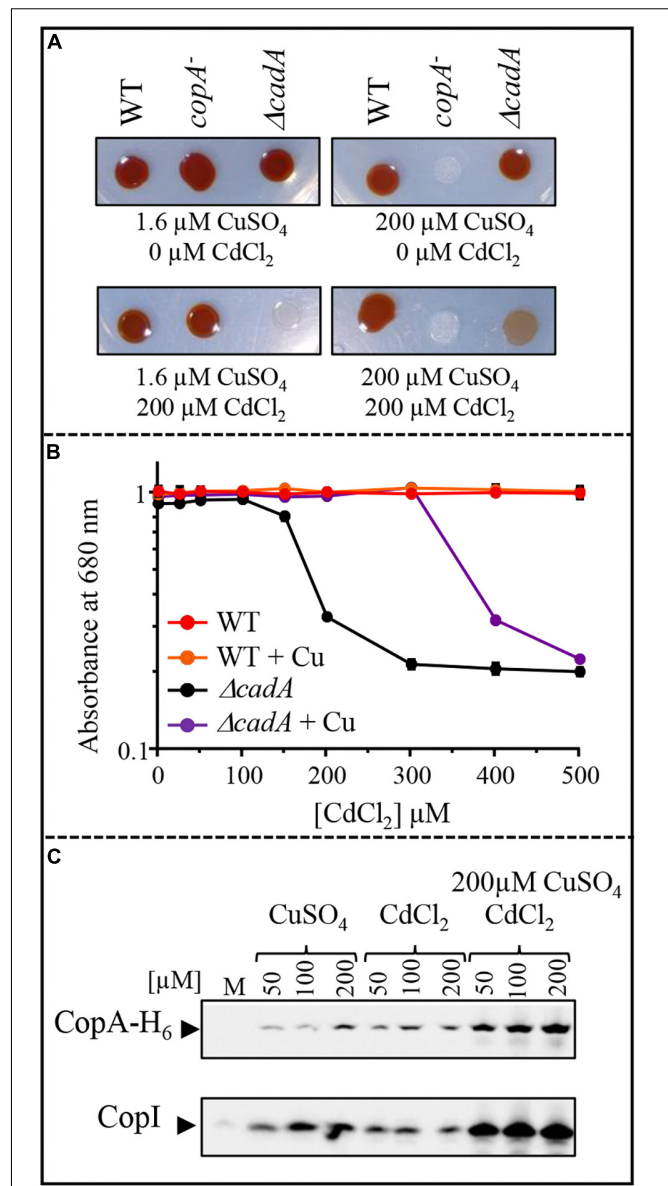 A
WT copA- ΔcadA WT copA- ΔcadA
1.6 µM CuSO4 200 µM CuSO4
0 µM CdCl2 0 µM CdCl2
1.6 µM CuSO4 200 µM CuSO4
200 µM CdCl2 200 µM CdCl2
B
Absorbance at 680 nm
1
0.1
WT
WT + Cu
ΔcadA
ΔcadA + Cu
0 100 200 300 400 500
[CdCl2] µM
C
200µM CuSO4
CuSO4 CdCl2 CdCl2
[µM] M 50 100 200 50 100 200 50 100 200
CopA-H6
CopI